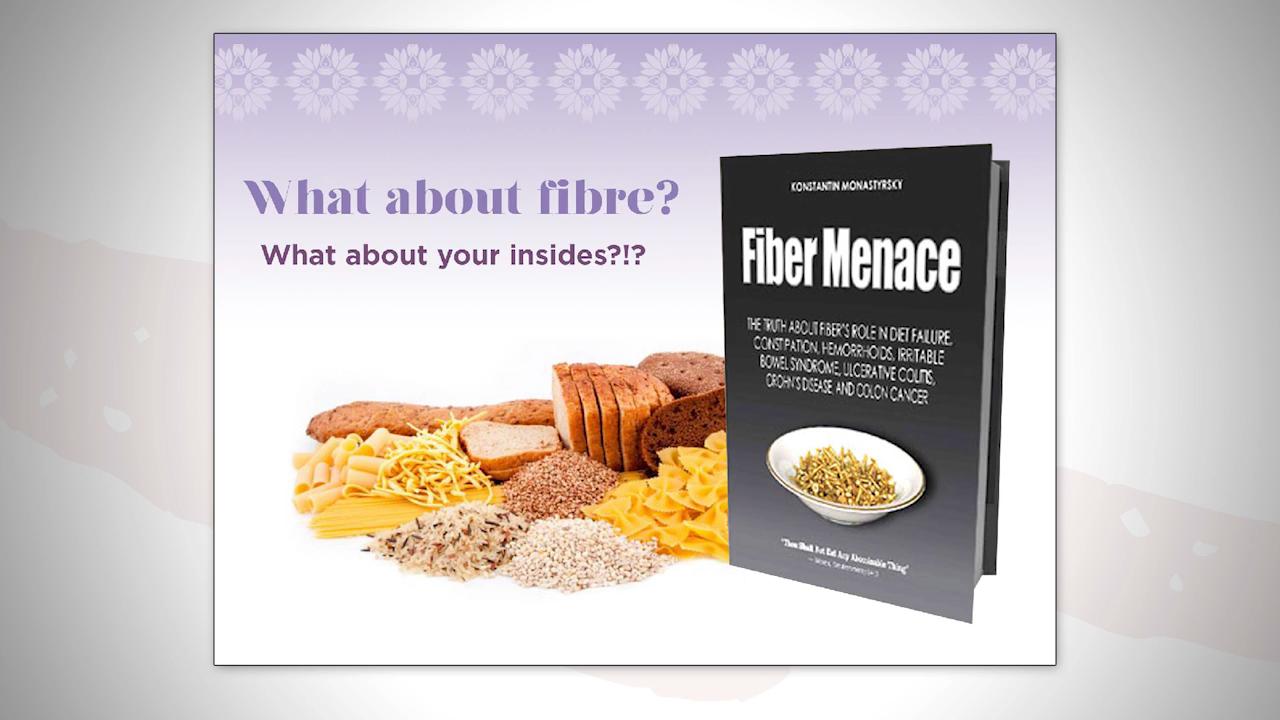 What about fibre?
What about your insides?!?
KONSTANTIN MONASTYRSKY
Fiber Menace
THE TRUTH ABOUT FIBER'S ROLE IN DIET FAILURE,
CONSTIPATION, HEMORRHOIDS, IRRITABLE
BOWEL SYNDROME, ULCERATIVE COLITIS,
CROHN'S DISEASE AND COLON CANCER
"Thou Shall Not Eat Any Abominable Thing"